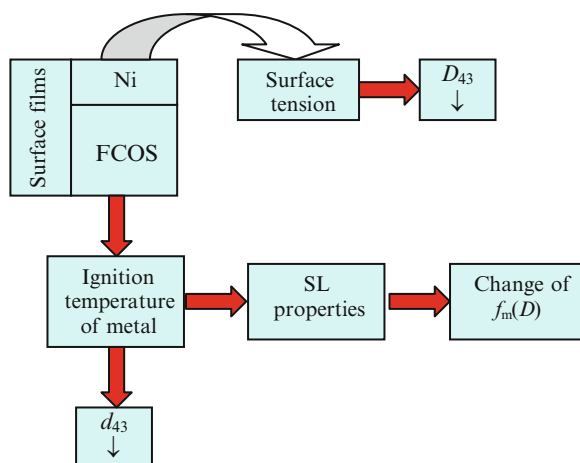 Surface films
Ni
FCOS
Surface
tension
D₄₃
↓
Ignition
temperature
of metal
SL
properties
Change of
fₘ(D)
d₄₃
↓